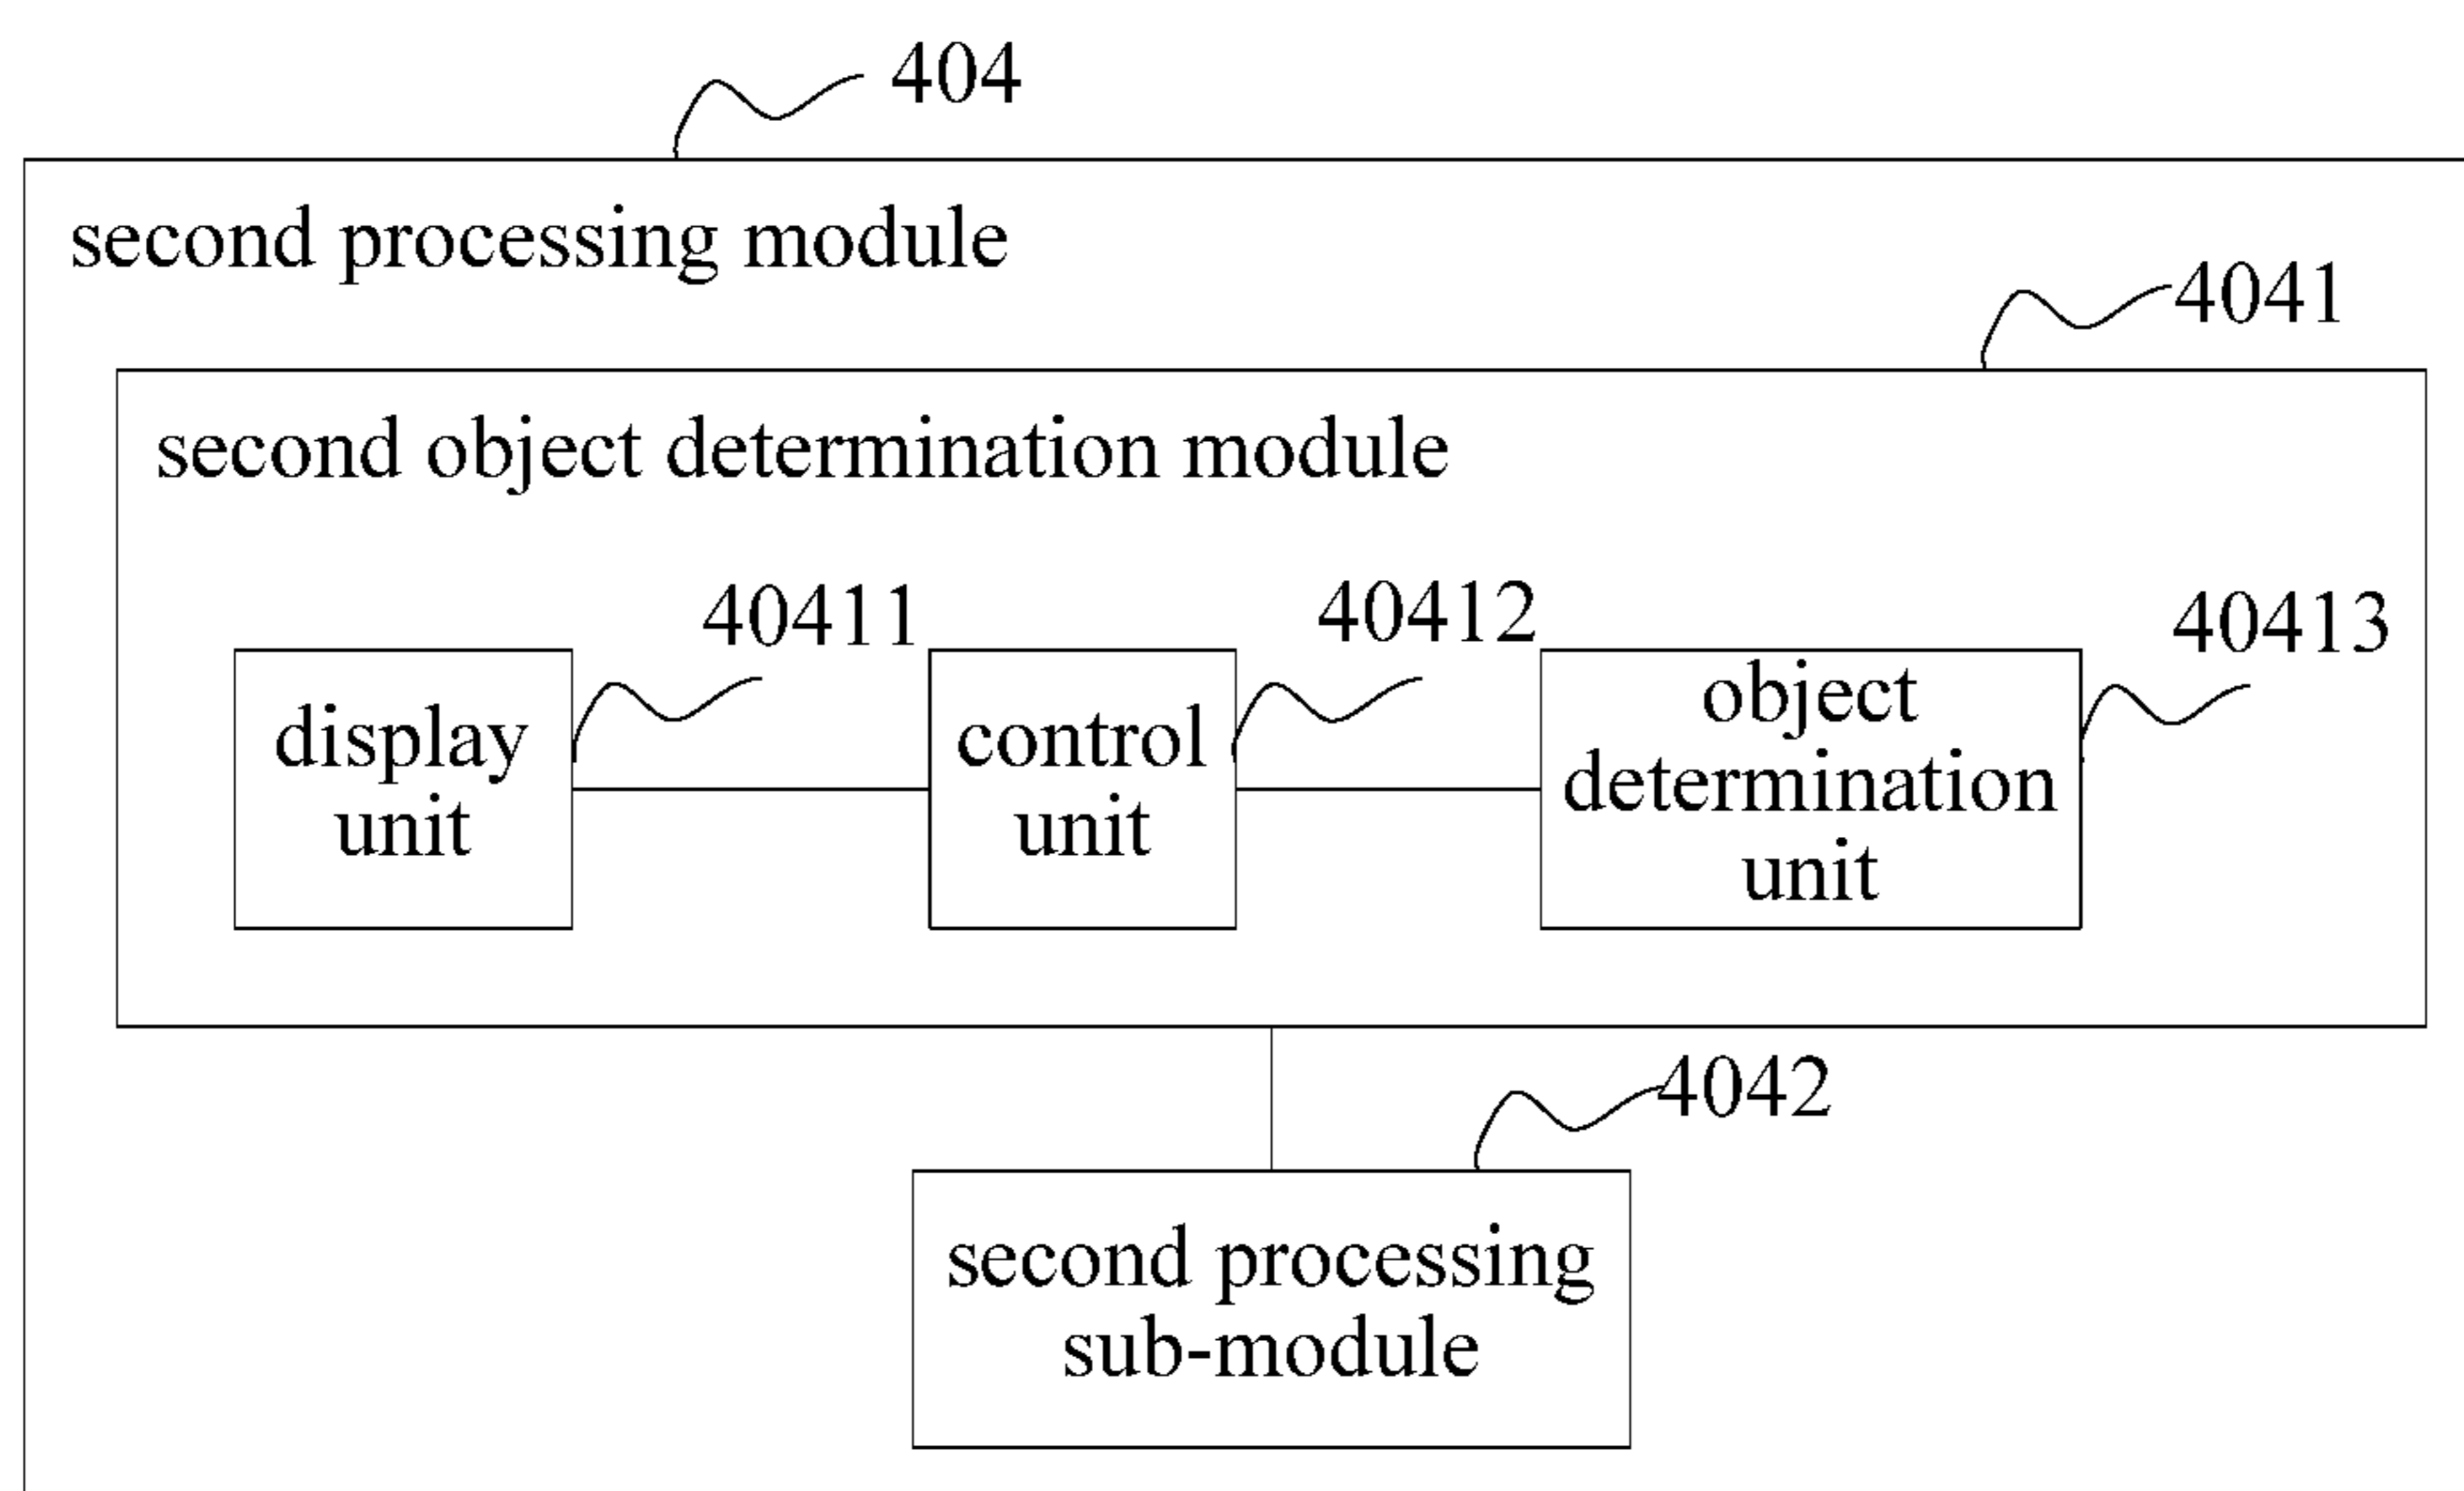 404
second processing module
4041
second object determination module
40411
40412
40413
display
unit
control
unit
object
determination
unit
4042
second processing
sub-module